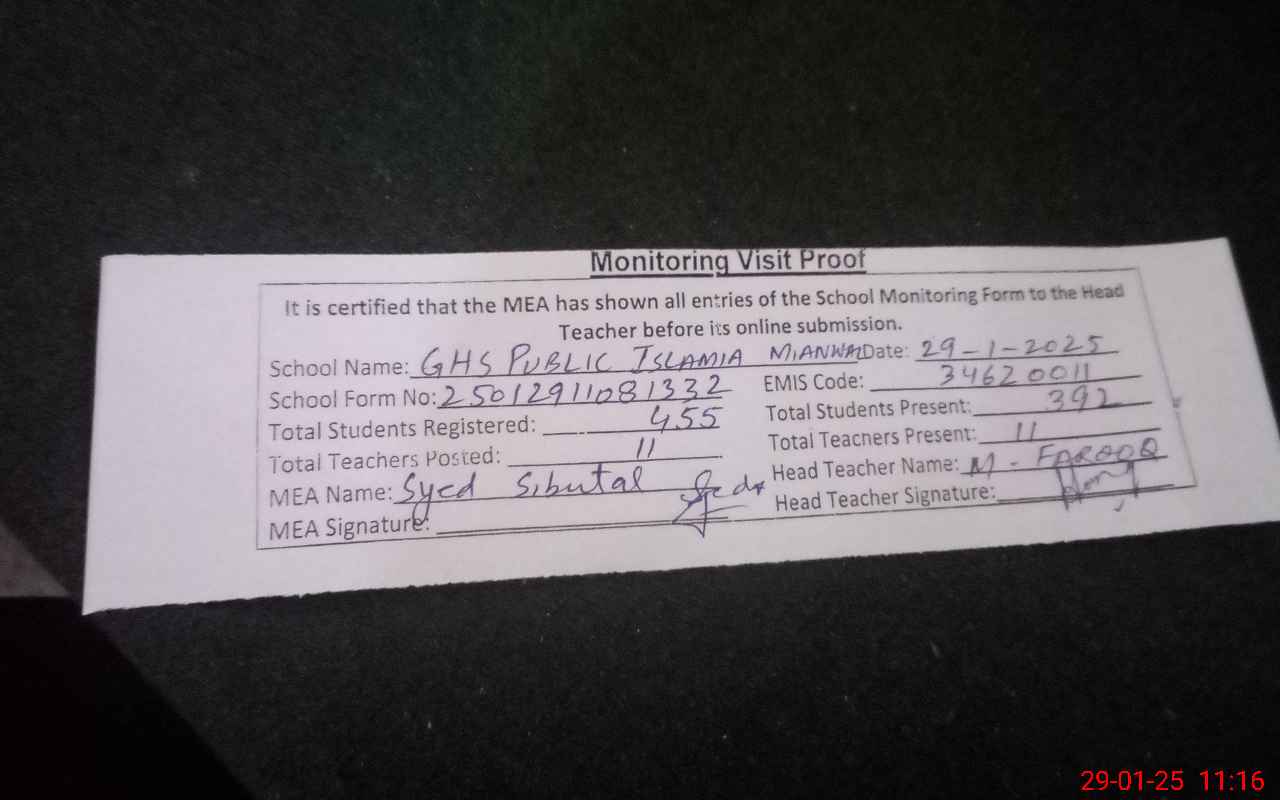 Monitoring Visit Proof
It is certified that the MEA has shown all entries of the School Monitoring Form to the Head
Teacher before its online submission.
School Name: GHS PUBLIC ISLAMIA MIANWAL Date: 29-1-2025
School Form No: 25012911081332 EMIS Code: 34620011
Total Students Registered: 455 Total Students Present: 392
Total Teachers Posted: 11 Total Teachers Present: 11
MEA Name: Syed Sibutal Head Teacher Name: M - FAROOQ
MEA Signature: Head Teacher Signature:
29-01-25 11:16